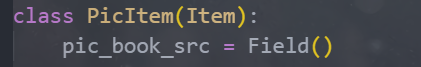 class PicItem(Item):
    pic_book_src = Field()